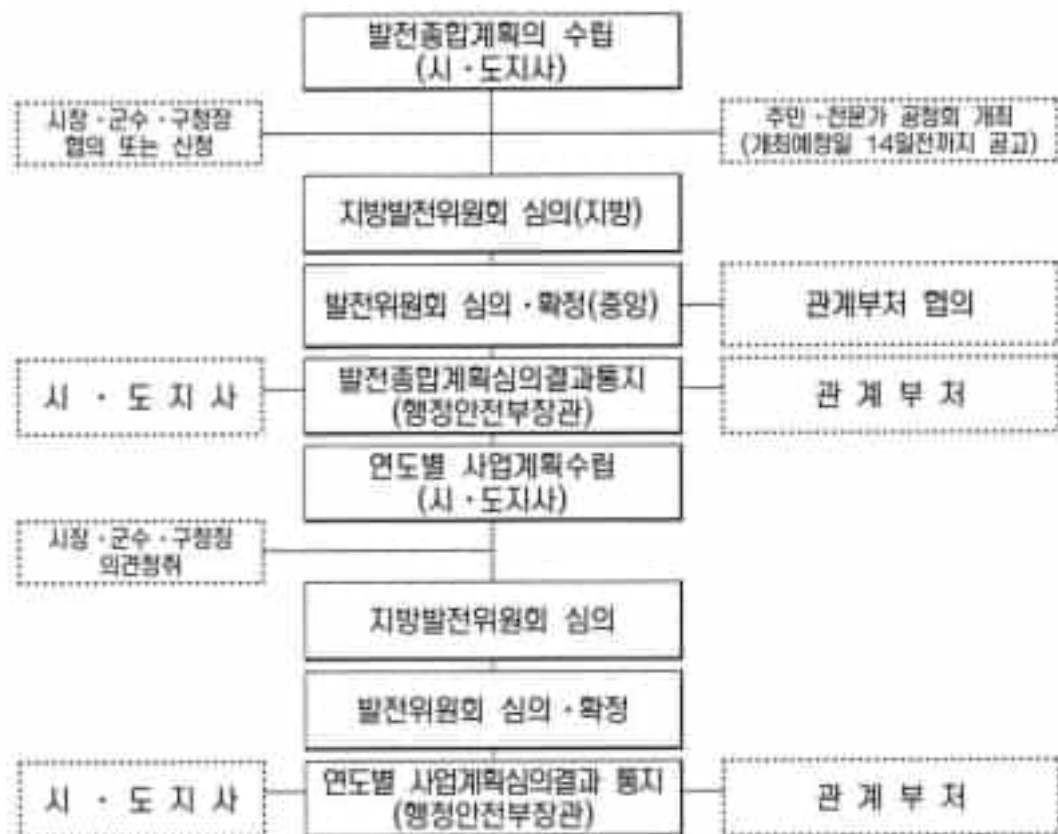 발전종합계획의 수립
(시 · 도지사)
시장 · 군수 · 구청장
협의 또는 신청
주민 · 전문가 공청회 개최
(개최예정일 14일전까지 공고)
지방발전위원회 심의(지방)
발전위원회 심의 · 확정(중앙)
관계부처 협의
시 · 도 지 사
발전종합계획심의결과통지
(행정안전부장관)
관 계 부 처
연도별 사업계획수립
(시 · 도지사)
시장 · 군수 · 구청장
의견청취
지방발전위원회 심의
발전위원회 심의 · 확정
시 · 도 지 사
연도별 사업계획심의결과 통지
(행정안전부장관)
관 계 부 처